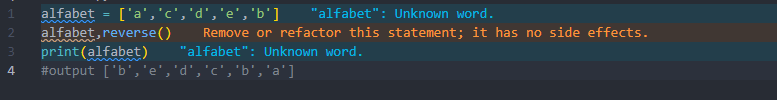 1 alfabet = ['a','c','d','e','b'] "alfabet": Unknown word.
2 alfabet,reverse() Remove or refactor this statement; it has no side effects.
3 print(alfabet) "alfabet": Unknown word.
4 #output ['b','e','d','c','b','a']